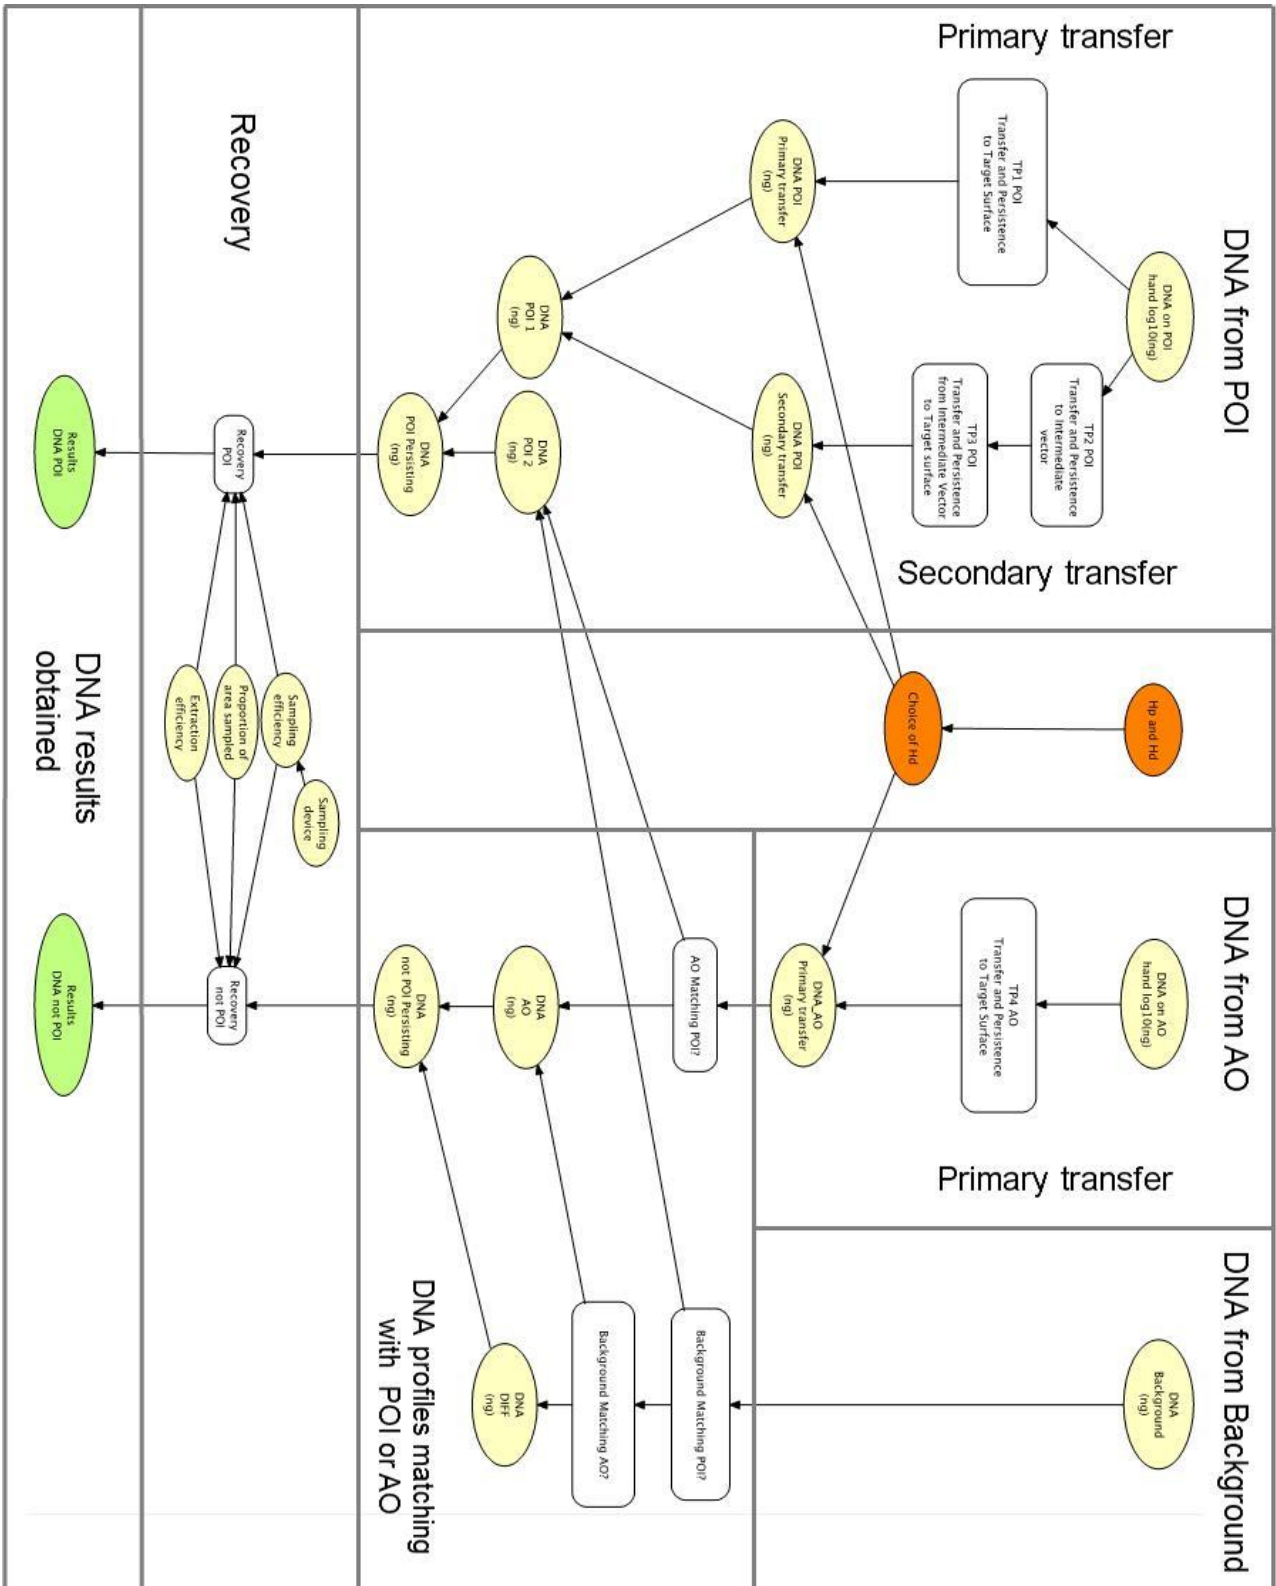 DNA from POI
DNA from AO
DNA from Background
Primary transfer
Secondary transfer
Primary transfer
DNA on POI
hand log10(ng)
Hp and Hd
DNA on AO
hand log10(ng)
DNA
Background
(ng)
TP1 POI
Transfer and Persistence
to Target Surface
TP2 POI
Transfer and Persistence
to Intermediate
vector
TP3 POI
Transfer and Persistence
from Intermediate Vector
to Target surface
Choice of Hd
TP4 AO
Transfer and Persistence
to Target Surface
DNA POI
Primary transfer
(ng)
DNA POI
Secondary transfer
(ng)
DNA_AO
Primary transfer
(ng)
AO Matching POI?
Background Matching POI?
Background Matching AO?
DNA
POI 1
(ng)
DNA
POI 2
(ng)
DNA
AO
(ng)
DNA
DIFF
(ng)
DNA
POI Persisting
(ng)
DNA
not POI Persisting
(ng)
DNA profiles matching
with POI or AO
Recovery
Sampling
device
Sampling
efficiency
Proportion of
area sampled
Extraction
efficiency
Recovery
POI
Recovery
not POI
Results
DNA POI
DNA results
obtained
Results
DNA not POI